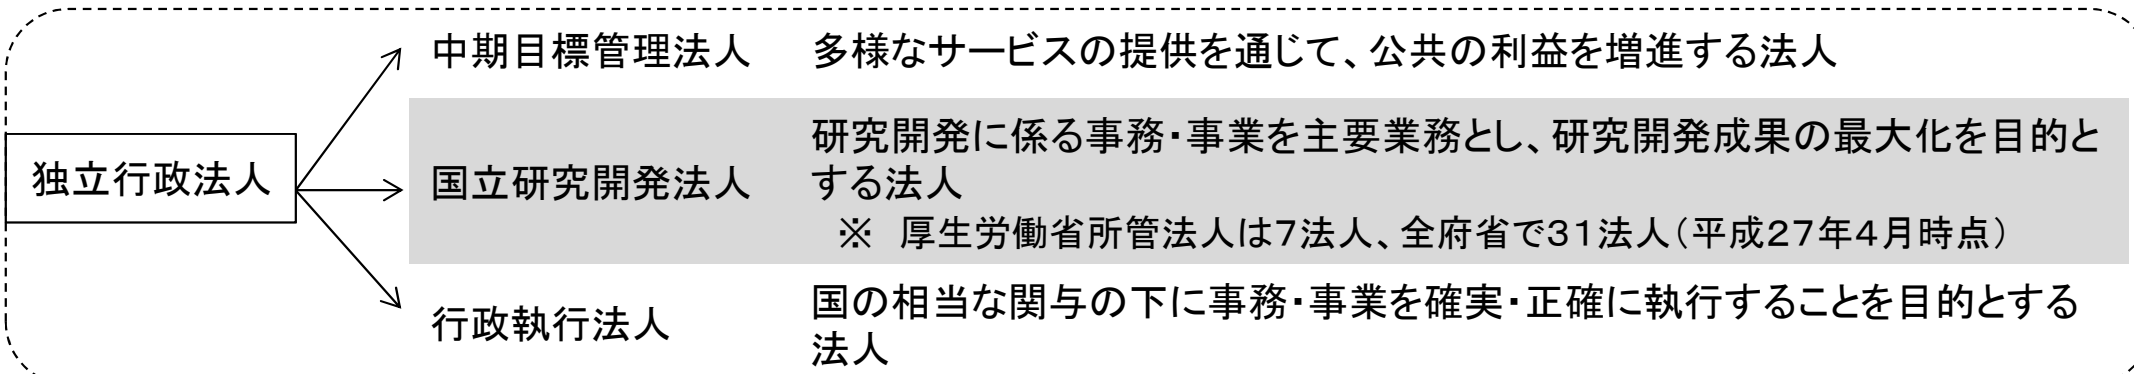 中期目標管理法人 多様なサービスの提供を通じて、公共の利益を増進する法人
独立行政法人
国立研究開発法人
研究開発に係る事務・事業を主要業務とし、研究開発成果の最大化を目的と
する法人
※ 厚生労働省所管法人は7法人、全府省で31法人(平成27年4月時点)
行政執行法人
国の相当な関与の下に事務・事業を確実・正確に執行することを目的とする
法人